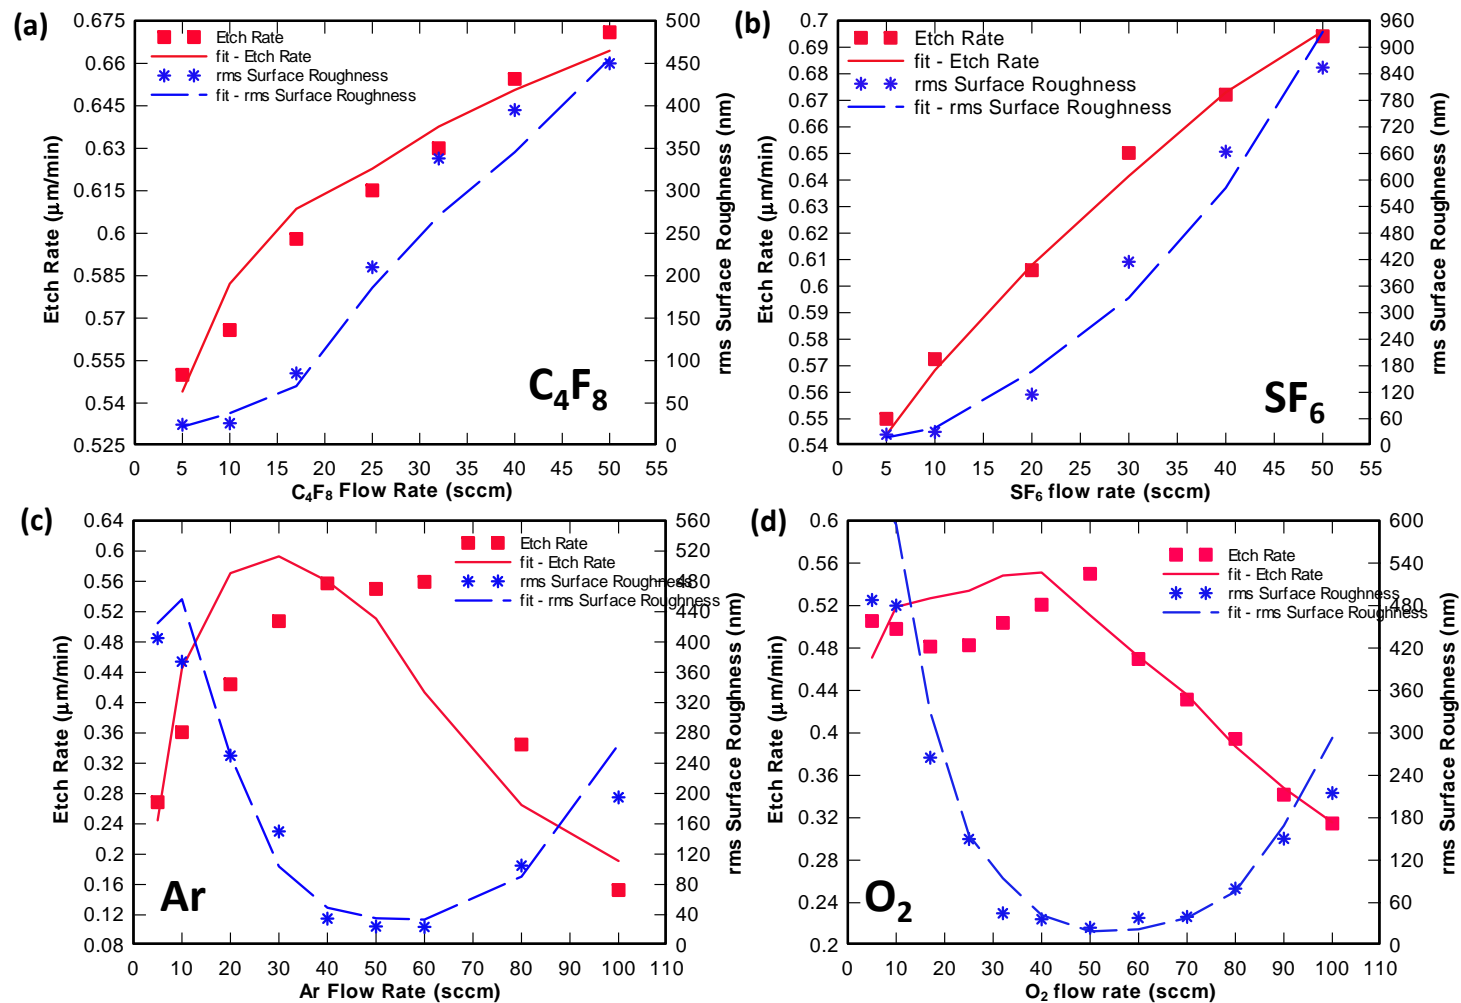 (a)
0.675
0.66
0.645
0.63
0.615
0.6
0.585
0.57
0.555
0.54
0.525
Etch Rate (μm/min)
Etch Rate
fit - Etch Rate
rms Surface Roughness
fit - rms Surface Roughness
C4F8
500
450
400
350
300
250
200
150
100
50
0
rms Surface Roughness (nm)
0 5 10 15 20 25 30 35 40 45 50 55
C4F8 Flow Rate (sccm)
(b)
0.7
0.69
0.68
0.67
0.66
0.65
0.64
0.63
0.62
0.61
0.6
0.59
0.58
0.57
0.56
0.55
0.54
Etch Rate (μm/min)
Etch Rate
fit - Etch Rate
rms Surface Roughness
fit - rms Surface Roughness
SF6
960
900
840
780
720
660
600
540
480
420
360
300
240
180
120
60
0
rms Surface Roughness (nm)
0 5 10 15 20 25 30 35 40 45 50 55
SF6 flow rate (sccm)
(c)
0.64
0.6
0.56
0.52
0.48
0.44
0.4
0.36
0.32
0.28
0.24
0.2
0.16
0.12
0.08
Etch Rate (μm/min)
Etch Rate
fit - Etch Rate
rms Surface Roughness
fit - rms Surface Roughness
Ar
560
520
480
440
400
360
320
280
240
200
160
120
80
40
0
rms Surface Roughness (nm)
0 10 20 30 40 50 60 70 80 90 100 110
Ar Flow Rate (sccm)
(d)
0.6
0.56
0.52
0.48
0.44
0.4
0.36
0.32
0.28
0.24
0.2
Etch Rate (μm/min)
Etch Rate
fit - Etch Rate
rms Surface Roughness
fit - rms Surface Roughness
O2
600
540
480
420
360
300
240
180
120
60
0
rms Surface Roughness (nm)
0 10 20 30 40 50 60 70 80 90 100 110
O2 flow rate (sccm)